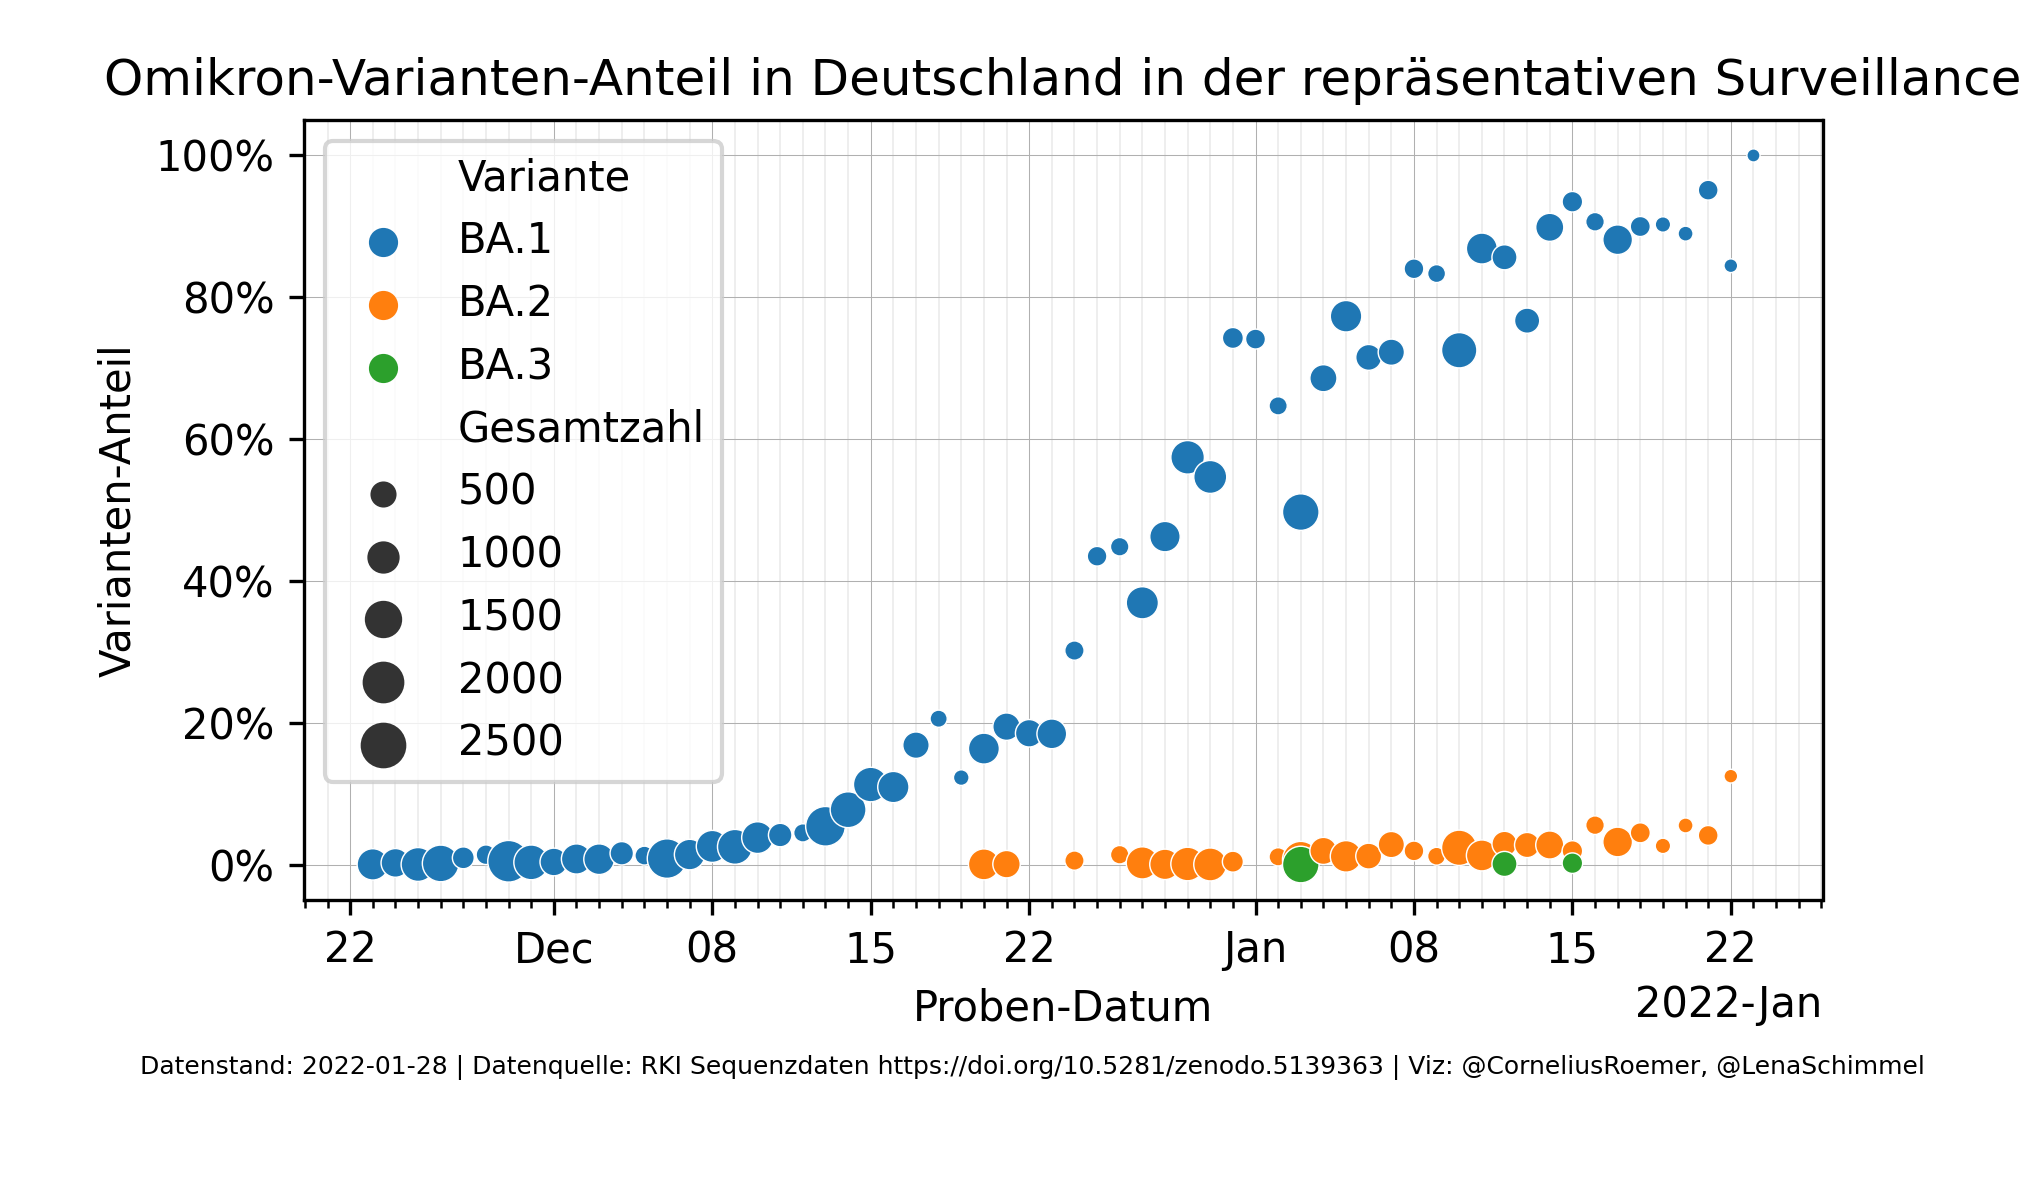 Omikron-Varianten-Anteil in Deutschland in der repräsentativen Surveillance
Varianten-Anteil
100%
80%
60%
40%
20%
0%
Variante
BA.1
BA.2
BA.3
Gesamtzahl
500
1000
1500
2000
2500
22 Dec 08 15 22 Jan 08 15 22
Proben-Datum
2022-Jan
Datenstand: 2022-01-28 | Datenquelle: RKI Sequenzdaten https://doi.org/10.5281/zenodo.5139363 | Viz: @CorneliusRoemer, @LenaSchimmel